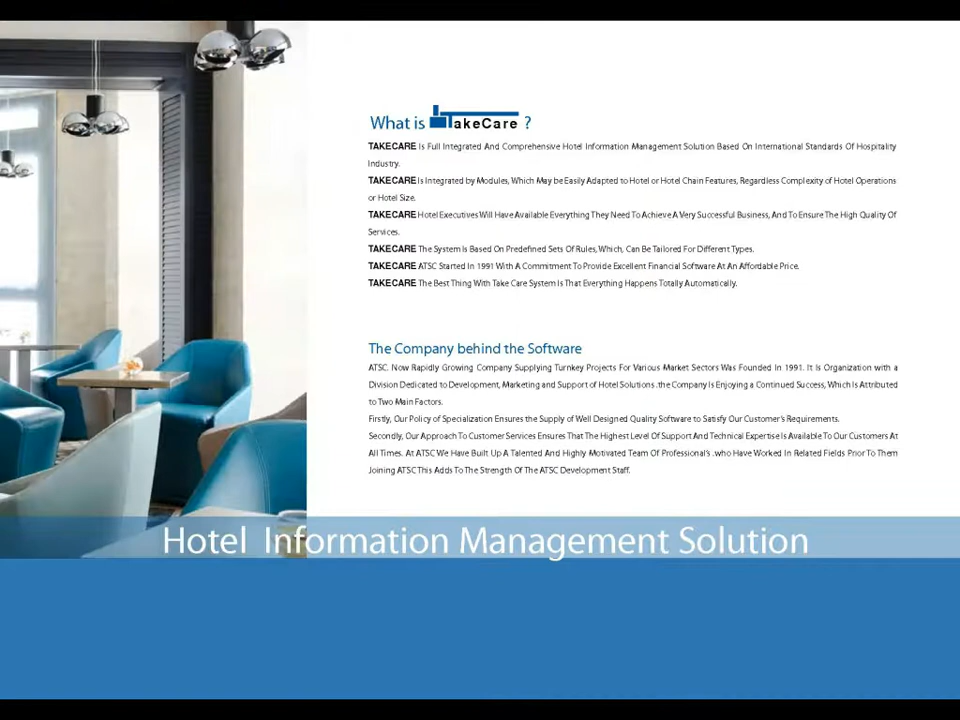 What is TakeCare ?
TAKECARE Is Full Integrated And Comprehensive Hotel Information Management Solution Based On International Standards Of Hospitality
Industry.
TAKECARE Is Integrated by Modules, Which May be Easily Adapted to Hotel or Hotel Chain Features, Regardless Complexity of Hotel Operations
or Hotel Size.
TAKECARE Hotel Executives Will Have Available Everything They Need To Achieve A Very Successful Business, And To Ensure The High Quality Of
Services.
TAKECARE The System Is Based On Predefined Sets Of Rules, Which, Can Be Tailored For Different Types.
TAKECARE ATSC Started In 1991 With A Commitment To Provide Excellent Financial Software At An Affordable Price.
TAKECARE The Best Thing With Take Care System Is That Everything Happens Totally Automatically.
The Company behind the Software
ATSC. Now Rapidly Growing Company Supplying Turnkey Projects For Various Market Sectors Was Founded In 1991. It Is Organization with a
Division Dedicated to Development, Marketing and Support of Hotel Solutions .the Company Is Enjoying a Continued Success, Which Is Attributed
to Two Main Factors.
Firstly, Our Policy of Specialization Ensures the Supply of Well Designed Quality Software to Satisfy Our Customer's Requirements.
Secondly, Our Approach To Customer Services Ensures That The Highest Level Of Support And Technical Expertise Is Available To Our Customers At
All Times. At ATSC We Have Built Up A Talented And Highly Motivated Team Of Professional's .who Have Worked In Related Fields Prior To Them
Joining ATSC This Adds To The Strength Of The ATSC Development Staff.
Hotel Information Management Solution